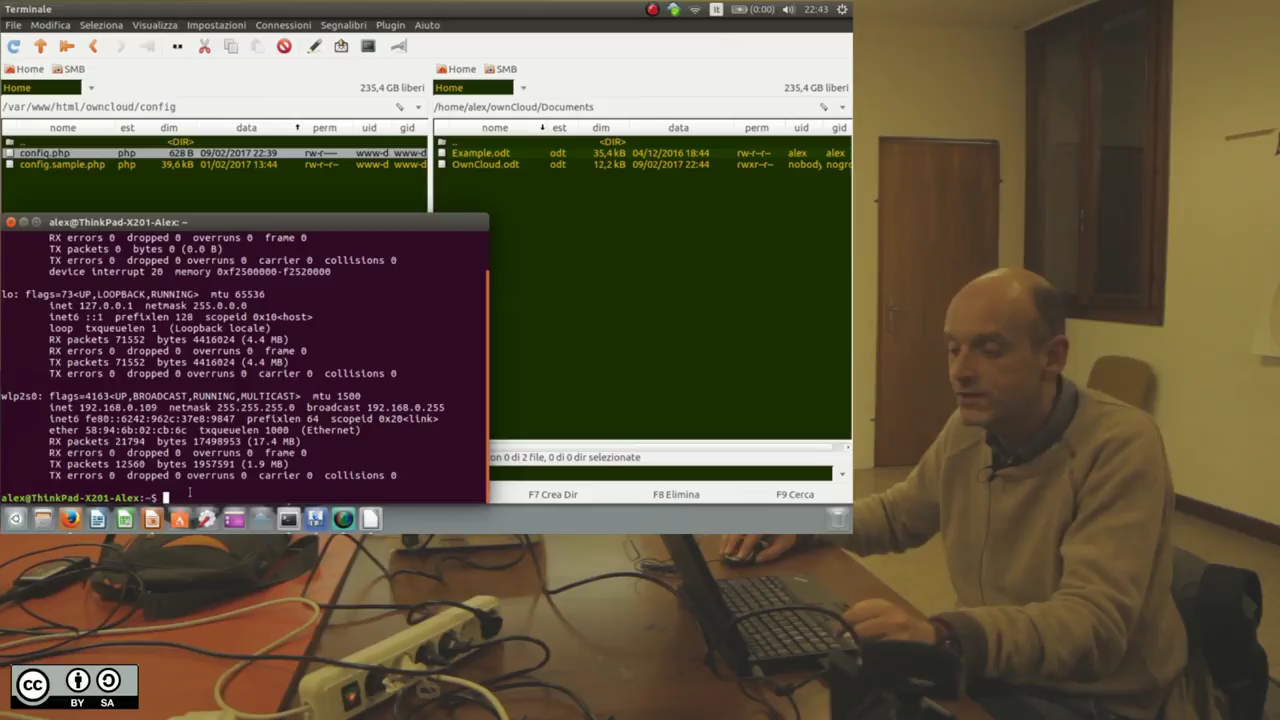 Terminale
It
(0:00)
22:43
File Modifica Seleziona Visualizza Impostazioni Connessioni Segnalibri Plugin Aiuto
Home SMB
Home SMB
Home
235,4 GB liberi
Home
235,4 GB liberi
/var/www/html/owncloud/config
/home/alex/ownCloud/Documents
nome est dim data perm uid gid
nome est dim data perm uid gid
.. <DIR>
config.php php 628 B 09/02/2017 22:39 rw-r----- www-d www-d
config.sample.php php 39,6 kB 01/02/2017 13:44 rw-r--r-- www-d www-d
.. <DIR>
Example.odt odt 35,4 kB 04/12/2016 18:44 rw-r--r-- alex alex
OwnCloud.odt odt 12,2 kB 09/02/2017 22:44 rwxr--r-- nobody nogro
alex@ThinkPad-X201-Alex: ~
RX errors 0 dropped 0 overruns 0 frame 0
TX packets 0 bytes 0 (0.0 B)
TX errors 0 dropped 0 overruns 0 carrier 0 collisions 0
device interrupt 20 memory 0xf2500000-f2520000
lo: flags=73<UP,LOOPBACK,RUNNING> mtu 65536
inet 127.0.0.1 netmask 255.0.0.0
inet6 ::1 prefixlen 128 scopeid 0x10<host>
loop txqueuelen 1 (Loopback locale)
RX packets 71552 bytes 4416024 (4.4 MB)
RX errors 0 dropped 0 overruns 0 frame 0
TX packets 71552 bytes 4416024 (4.4 MB)
TX errors 0 dropped 0 overruns 0 carrier 0 collisions 0
wlp2s0: flags=4163<UP,BROADCAST,RUNNING,MULTICAST> mtu 1500
inet 192.168.0.109 netmask 255.255.255.0 broadcast 192.168.0.255
inet6 fe80::6242:962c:37e8:9847 prefixlen 64 scopeid 0x20<link>
ether 58:94:6b:02:cb:6c txqueuelen 1000 (Ethernet)
RX packets 21794 bytes 17498953 (17.4 MB)
RX errors 0 dropped 0 overruns 0 frame 0
TX packets 12560 bytes 1957591 (1.9 MB)
TX errors 0 dropped 0 overruns 0 carrier 0 collisions 0
alex@ThinkPad-X201-Alex:~$
on 0 di 2 file, 0 di 0 dir selezionate
F7 Crea Dir F8 Elimina F9 Cerca
CC
BY SA